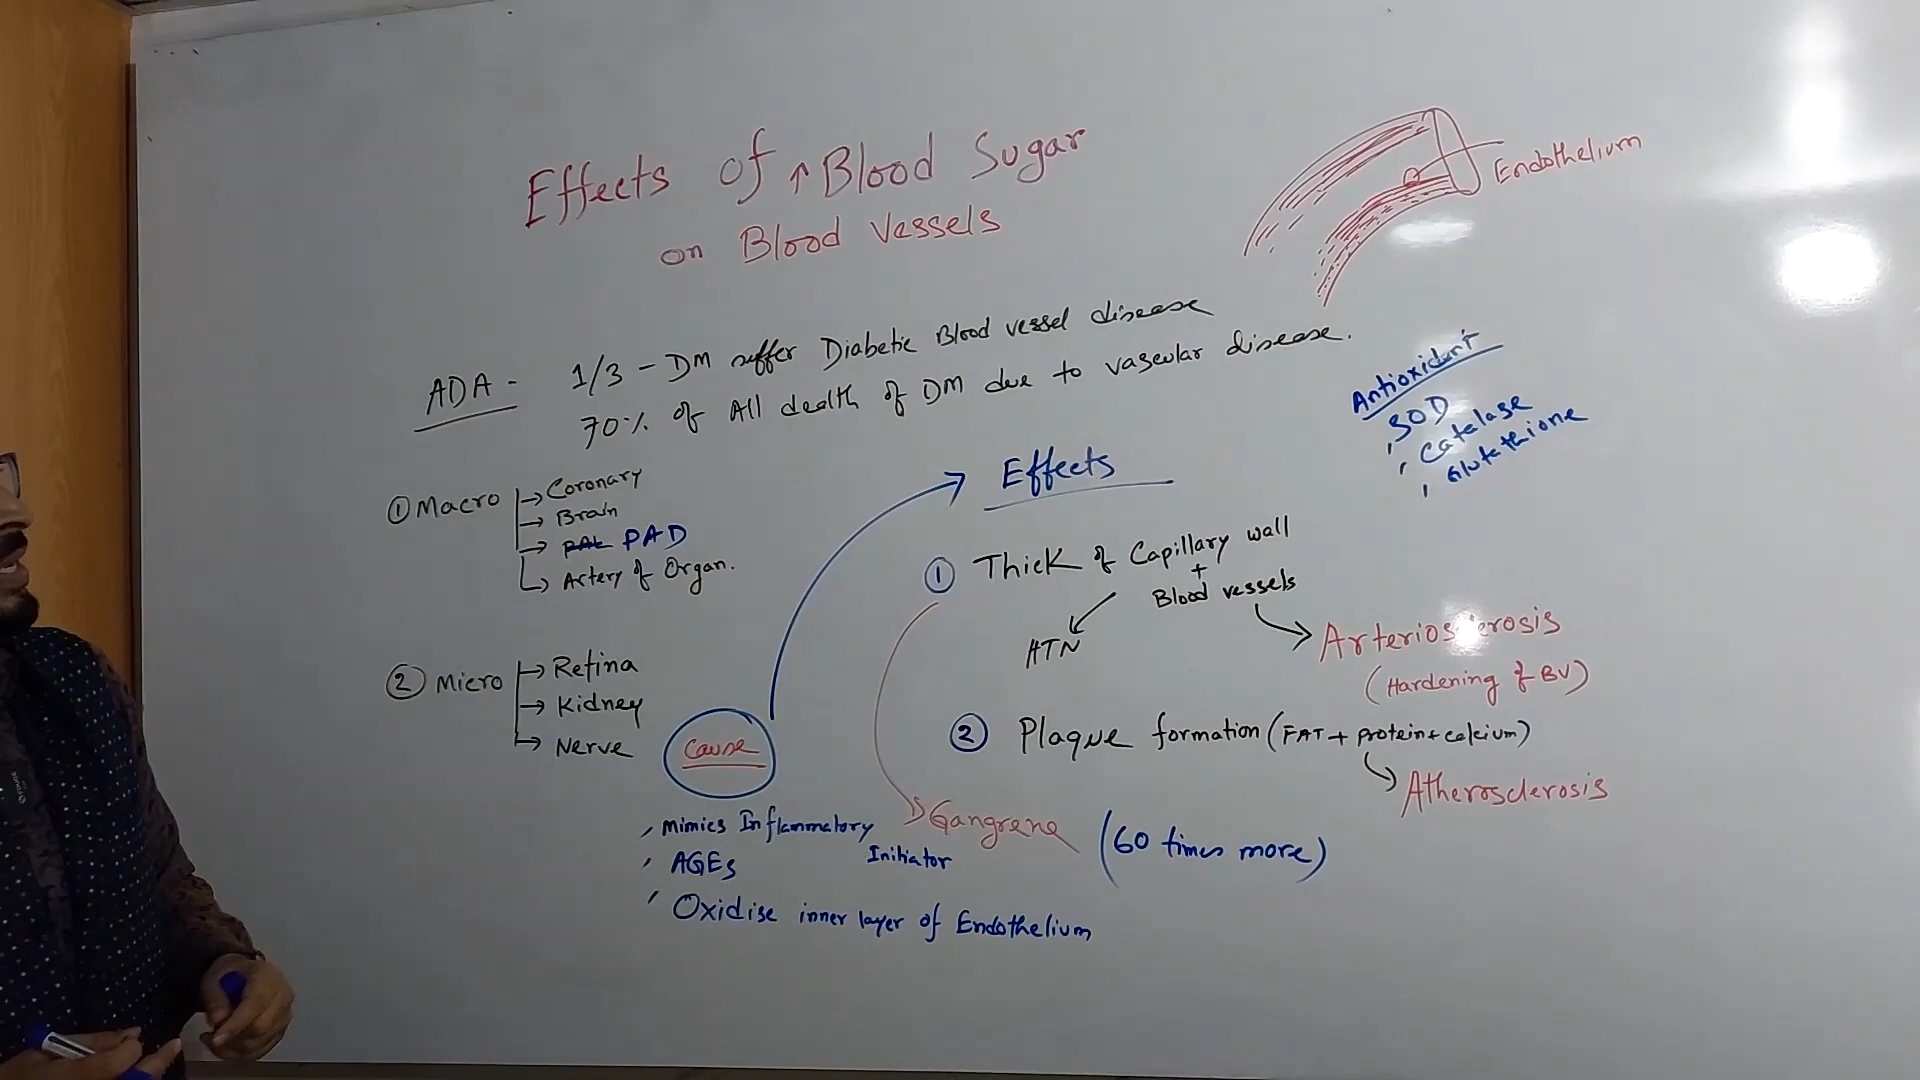 Effects of ↑ Blood Sugar
on Blood Vessels
Endothelium
ADA - 1/3 - DM suffer Diabetic Blood vessel disease
70% of All death of DM due to vascular disease.
Antioxidant
, SOD
, Catalase
, Glutathione
① Macro → Coronary
→ Brain
→ PAD
→ Artery of Organ.
② Micro → Retina
→ Kidney
→ Nerve
Cause
, Mimics Inflammatory
Initiator
, AGEs
, Oxidise inner layer of Endothelium
Effects
① Thick of Capillary wall
+
Blood vessels
HTN
Arteriosclerosis
(Hardening of BV)
② Plaque formation (FAT + protein + calcium)
Atherosclerosis
Gangrene (60 times more)